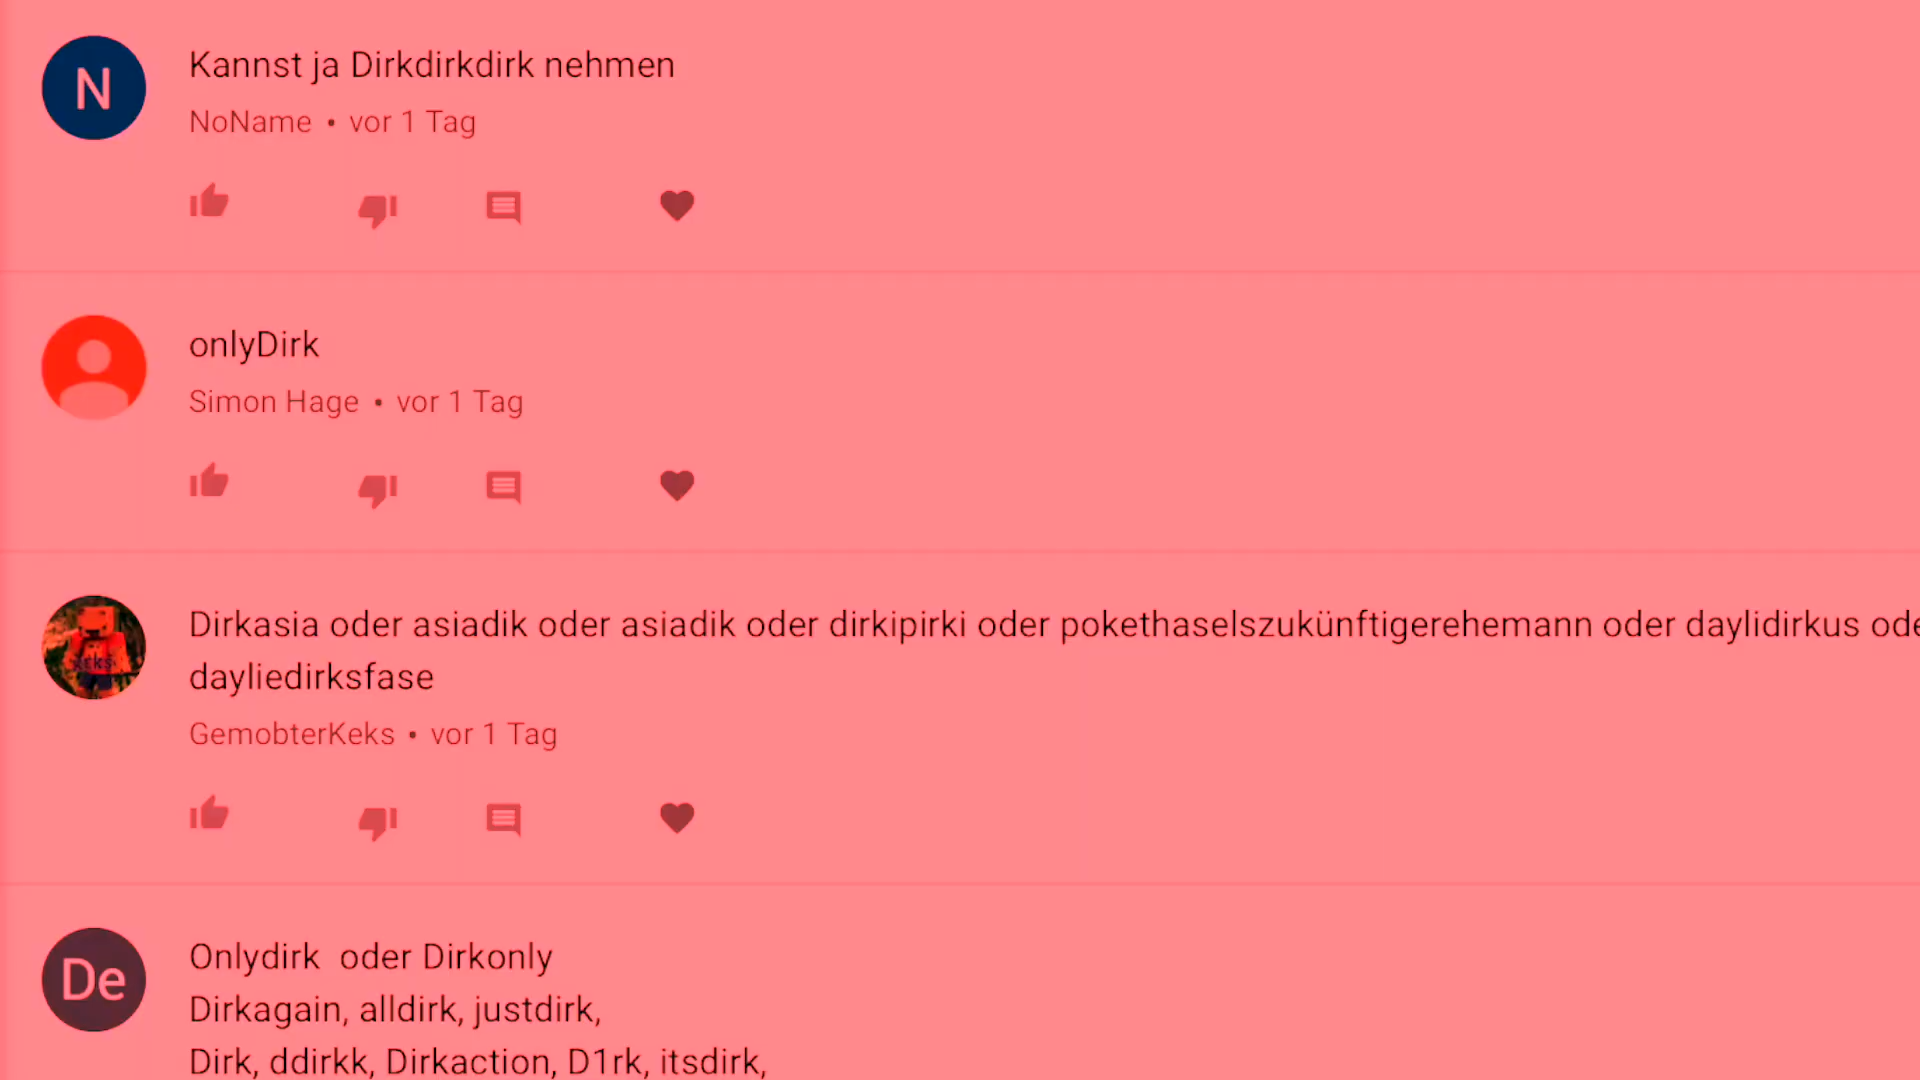 N
Kannst ja Dirkdirkdirk nehmen
NoName • vor 1 Tag
onlyDirk
Simon Hage • vor 1 Tag
Dirkasia oder asiadik oder asiadik oder dirkipirki oder pokethaselszukünftigerehemann oder daylidirkus
dayliedirksfase
KEKS
GemobterKeks • vor 1 Tag
De
Onlydirk oder Dirkonly
Dirkagain, alldirk, justdirk,
Dirk, ddirkk, Dirkaction, D1rk, itsdirk,